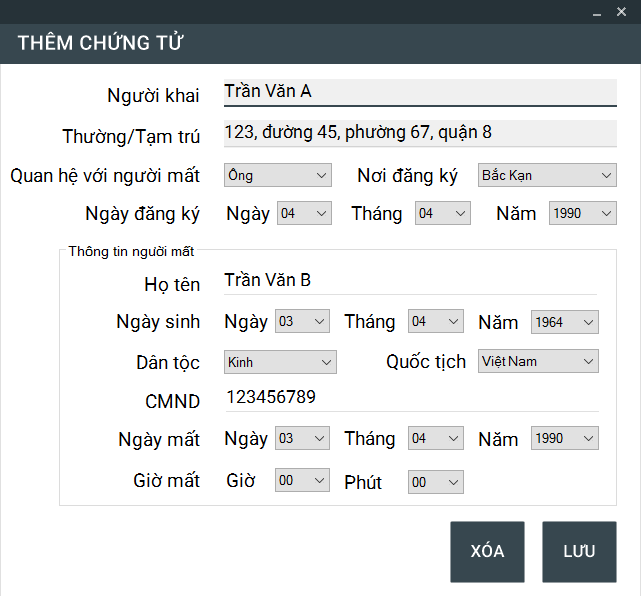 THÊM CHỨNG TỬ
Người khai Trần Văn A
Thường/Tạm trú 123, đường 45, phường 67, quận 8
Quan hệ với người mất Ông Nơi đăng ký Bắc Kạn
Ngày đăng ký Ngày 04 Tháng 04 Năm 1990
Thông tin người mất
Họ tên Trần Văn B
Ngày sinh Ngày 03 Tháng 04 Năm 1964
Dân tộc Kinh Quốc tịch Việt Nam
CMND 123456789
Ngày mất Ngày 03 Tháng 04 Năm 1990
Giờ mất Giờ 00 Phút 00
XÓA LƯU